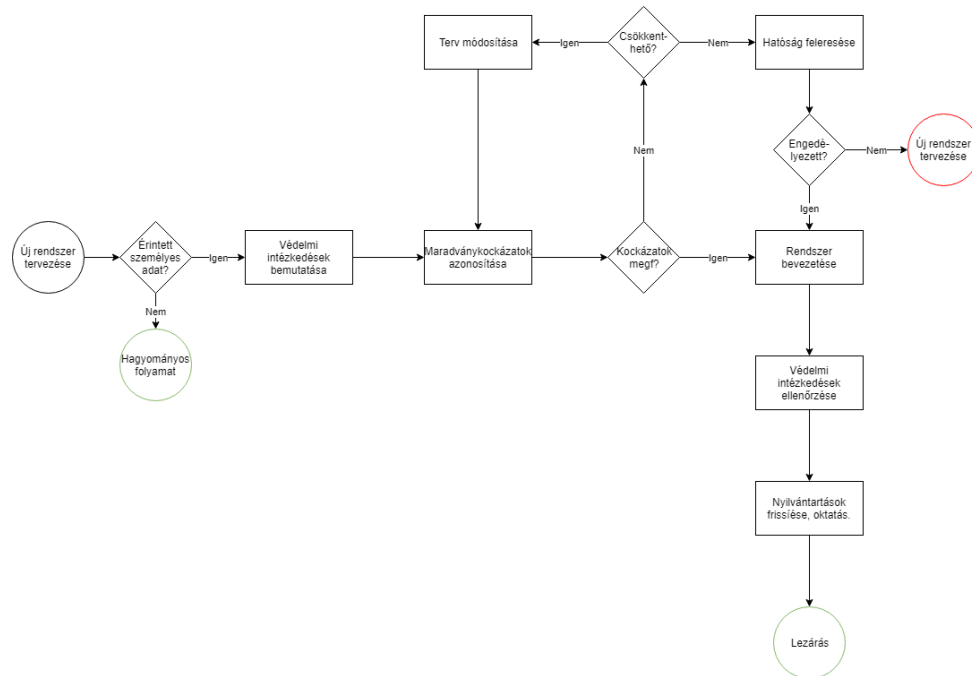 Terv módosítása
Igen
Csökkent-
hető?
Nem
Hatóság feleresése
Engedé-
lyezett?
Nem
Új rendszer
tervezése
Nem
Igen
Új rendszer
tervezése
Érintett
személyes
adat?
Igen
Védelmi
intézkedések
bemutatása
Maradványkockázatok
azonosítása
Kockázatok
megf?
Igen
Rendszer
bevezetése
Nem
Hagyományos
folyamat
Védelmi
intézkedések
ellenőrzése
Nyilvántartások
frissíése, oktatás.
Lezárás